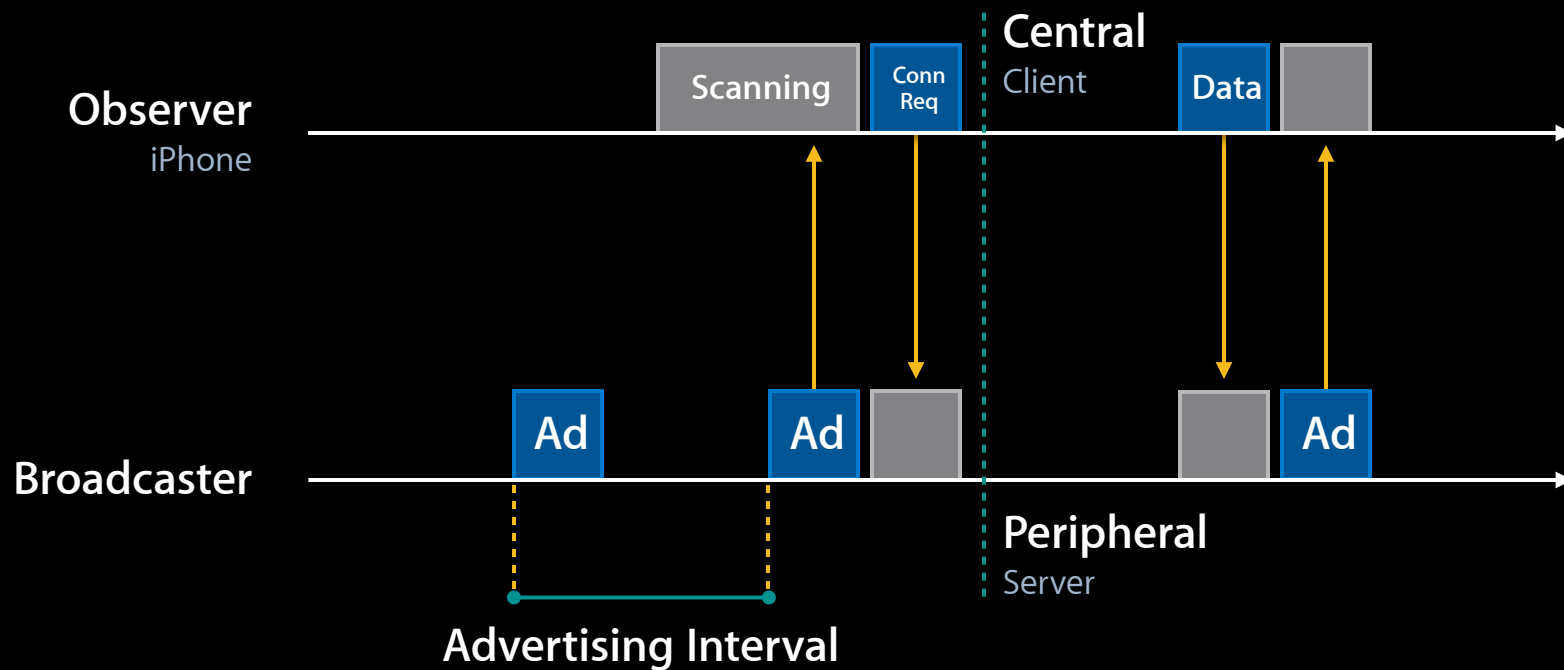 Central
Client
Observer
iPhone
Scanning
Conn
Req
Data
Ad
Ad
Ad
Broadcaster
Peripheral
Server
Advertising Interval